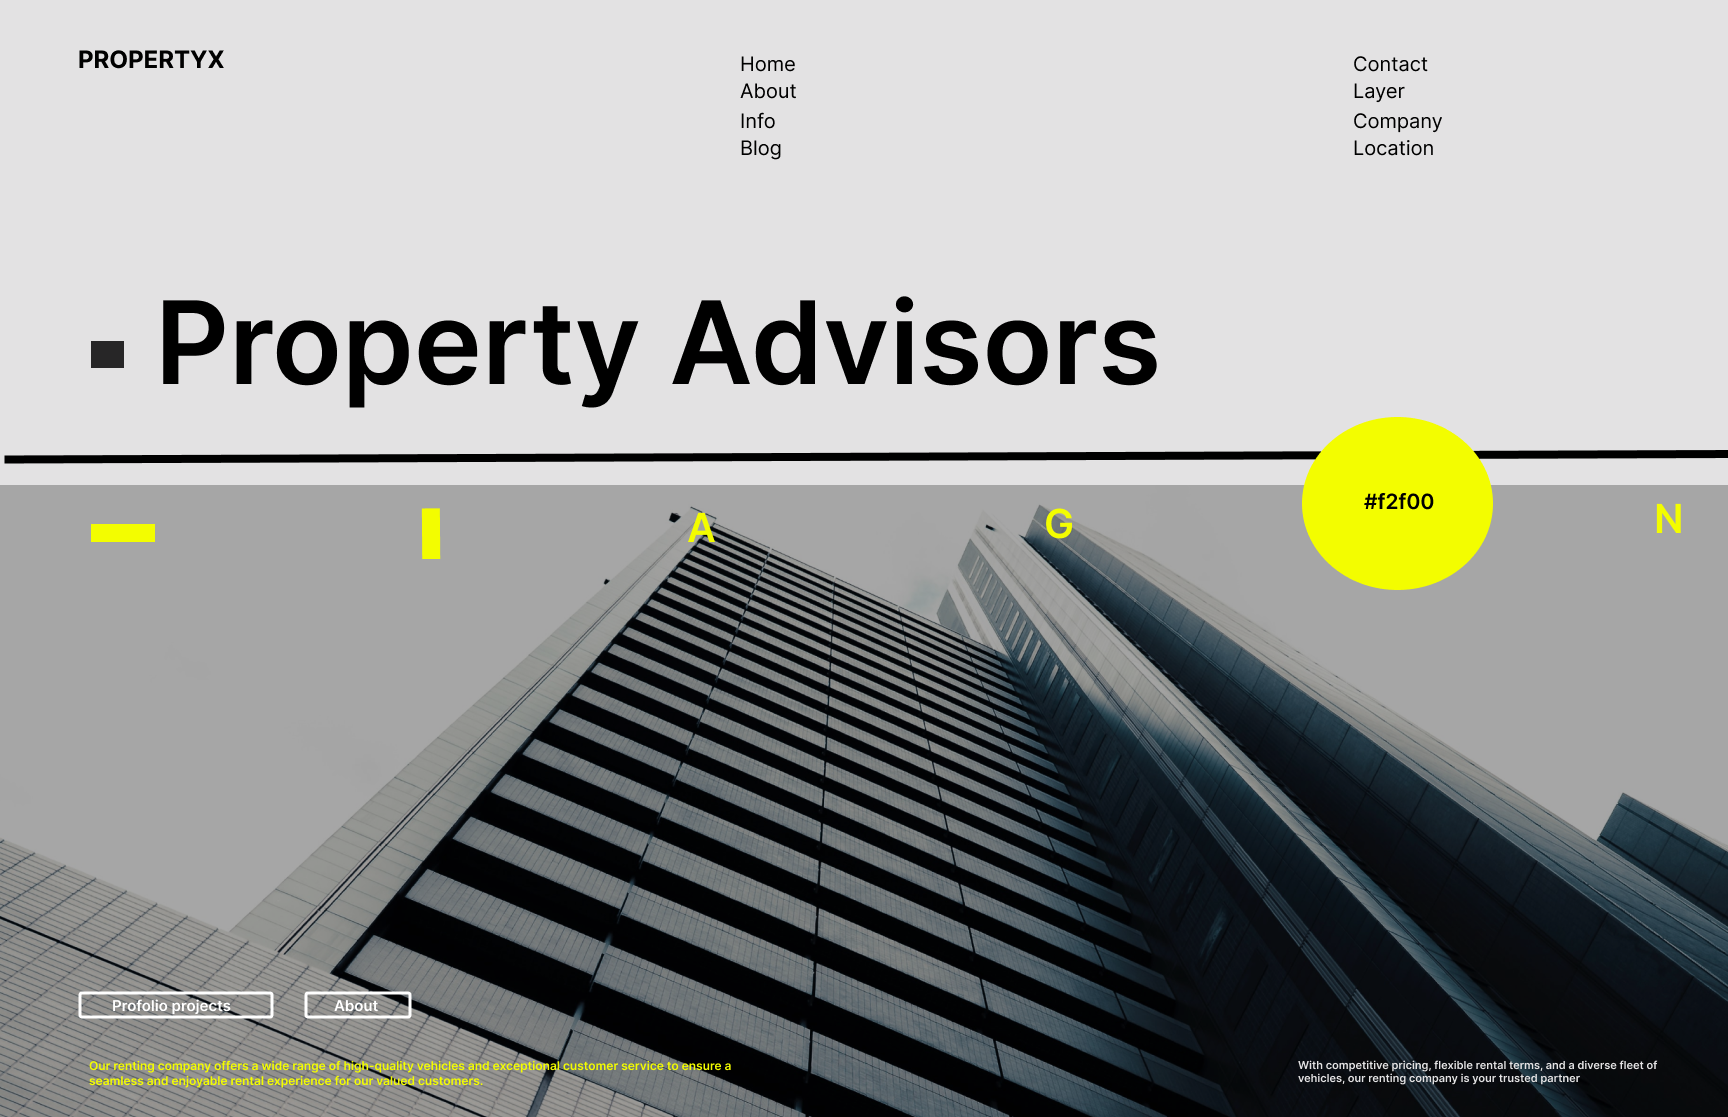 PROPERTYX
Home
About
Info
Blog
Contact
Layer
Company
Location
Property Advisors
#f2f00
A
G
N
Profolio projects
About
Our renting company offers a wide range of high-quality vehicles and exceptional customer service to ensure a
seamless and enjoyable rental experience for our valued customers.
With competitive pricing, flexible rental terms, and a diverse fleet of
vehicles, our renting company is your trusted partner